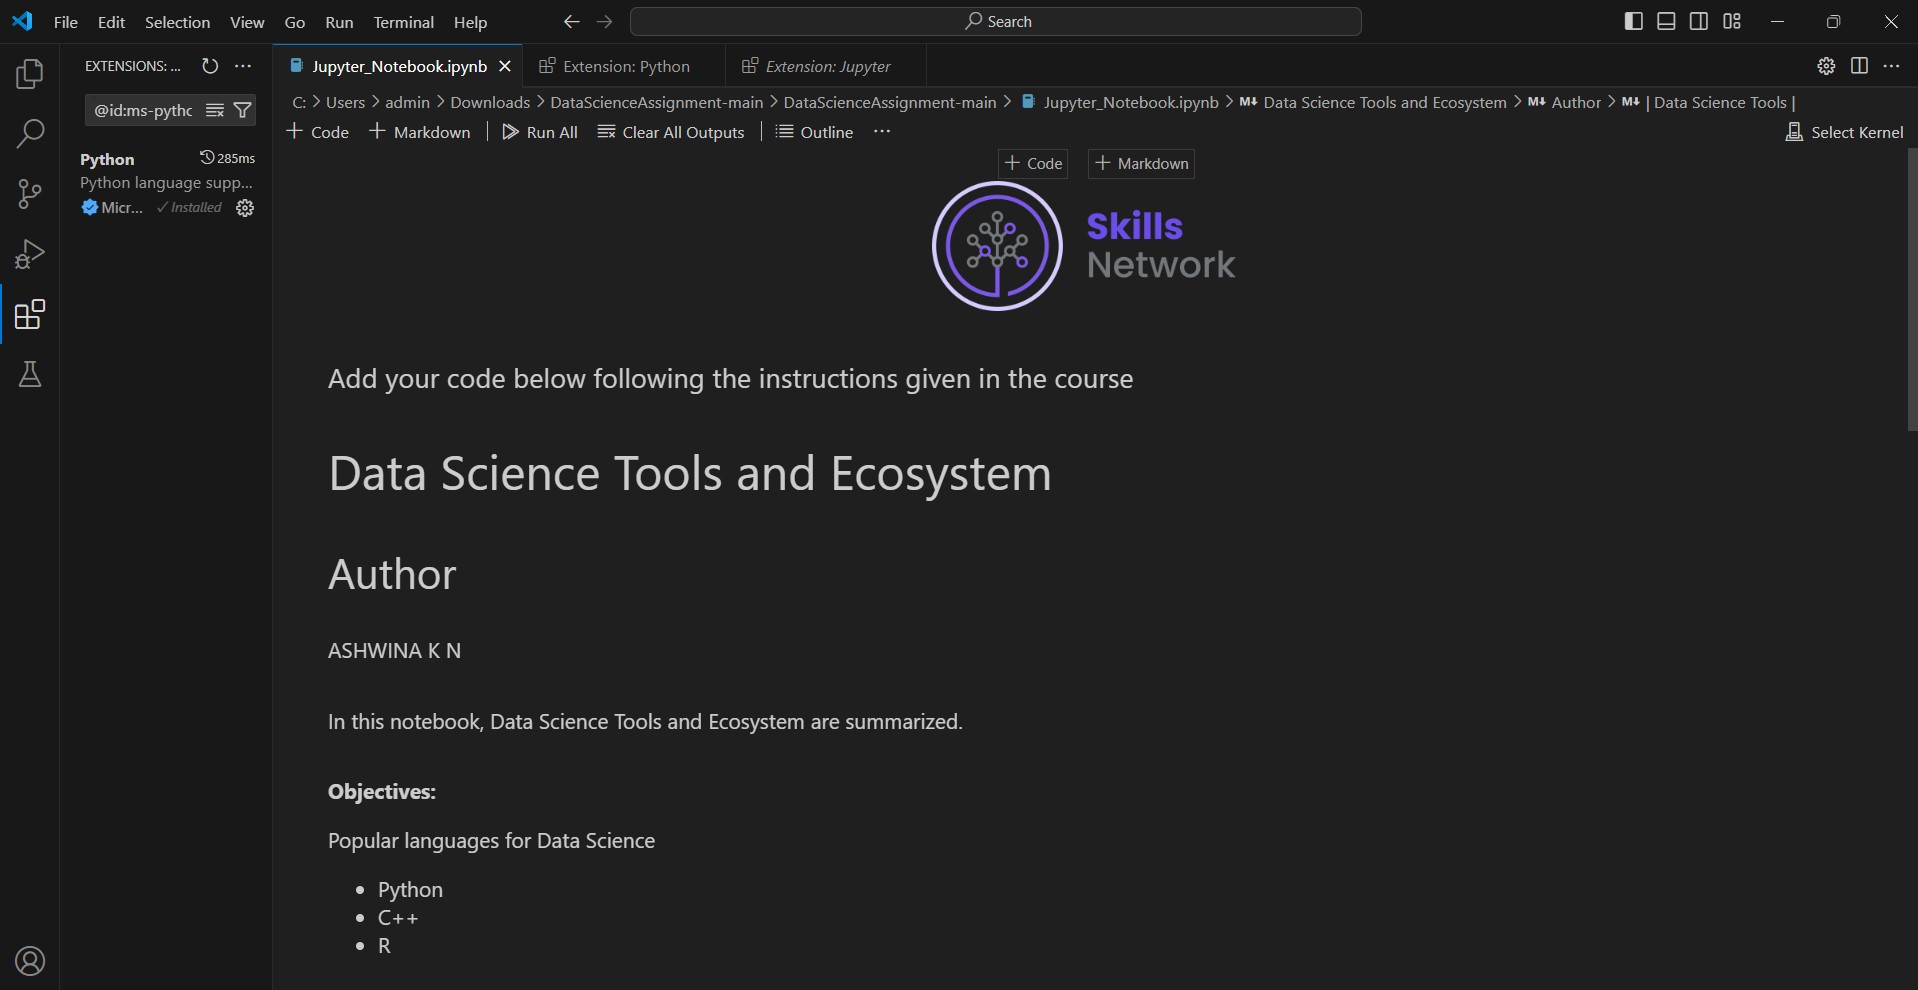 File Edit Selection View Go Run Terminal Help Search
EXTENSIONS: ...
@id:ms-pythc
Python 285ms
Python language supp...
Micr... Installed
Jupyter_Notebook.ipynb Extension: Python Extension: Jupyter
C: > Users > admin > Downloads > DataScienceAssignment-main > DataScienceAssignment-main > Jupyter_Notebook.ipynb > M↓ Data Science Tools and Ecosystem > M↓ Author > M↓ | Data Science Tools |
+ Code + Markdown Run All Clear All Outputs Outline ... Select Kernel
+ Code + Markdown
Skills
Network
Add your code below following the instructions given in the course
Data Science Tools and Ecosystem
Author
ASHWINA K N
In this notebook, Data Science Tools and Ecosystem are summarized.
Objectives:
Popular languages for Data Science
• Python
• C++
• R